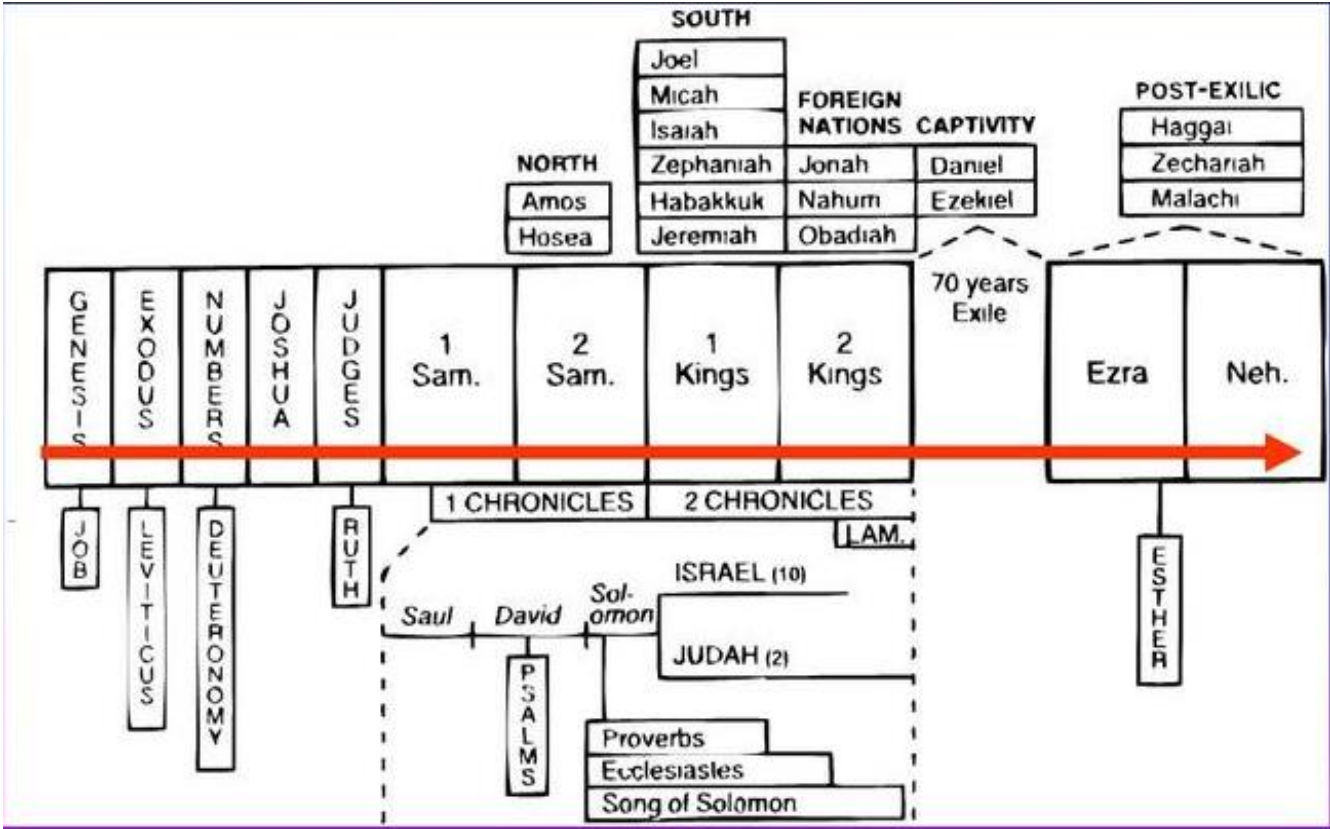 SOUTH
Joel
Micah
Isaiah
Zephaniah
Habakkuk
Jeremiah
FOREIGN
NATIONS
Jonah
Nahum
Obadiah
CAPTIVITY
Daniel
Ezekiel
POST-EXILIC
Haggai
Zechariah
Malachi
NORTH
Amos
Hosea
GENESIS
EXODUS
NUMBERS
JOSHUA
JUDGES
1
Sam.
2
Sam.
1
Kings
2
Kings
70 years
Exile
Ezra
Neh.
1 CHRONICLES
2 CHRONICLES
LAM.
JOB
LEVITICUS
DEUTERONOMY
RUTH
ESTHER
ISRAEL (10)
Saul
David
Sol-
omon
JUDAH (2)
PSALMS
Proverbs
Ecclesiastes
Song of Solomon